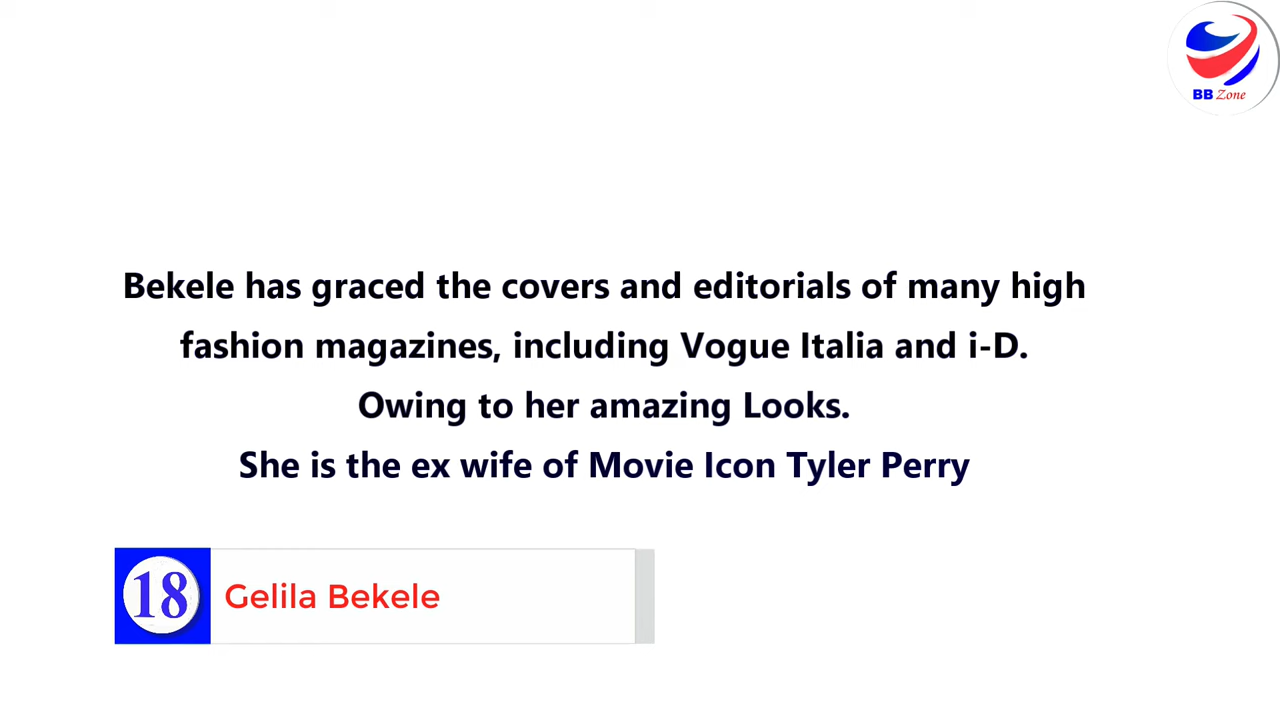 BB Zone
Bekele has graced the covers and editorials of many high
fashion magazines, including Vogue Italia and i-D.
Owing to her amazing Looks.
She is the ex wife of Movie Icon Tyler Perry
18 Gelila Bekele